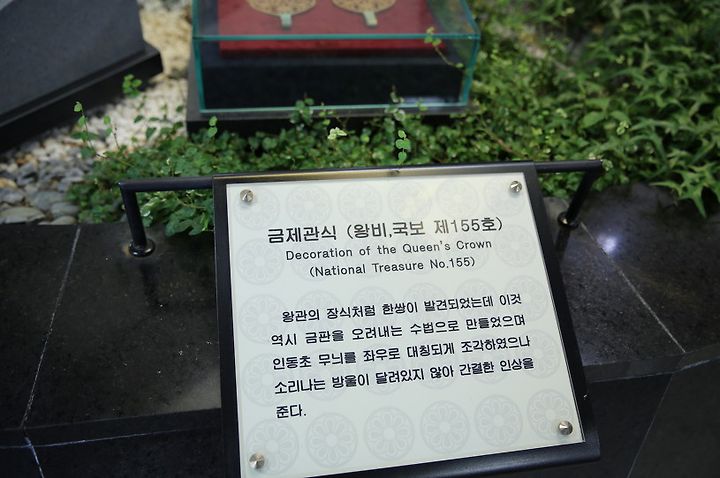 금제관식 (왕비,국보 제155호)
Decoration of the Queen's Crown
(National Treasure No.155)
왕관의 장식처럼 한쌍이 발견되었는데 이것
역시 금판을 오려내는 수법으로 만들었으며
인동초 무늬를 좌우로 대칭되게 조각하였으나
소리나는 방울이 달려있지 않아 간결한 인상을
준다.